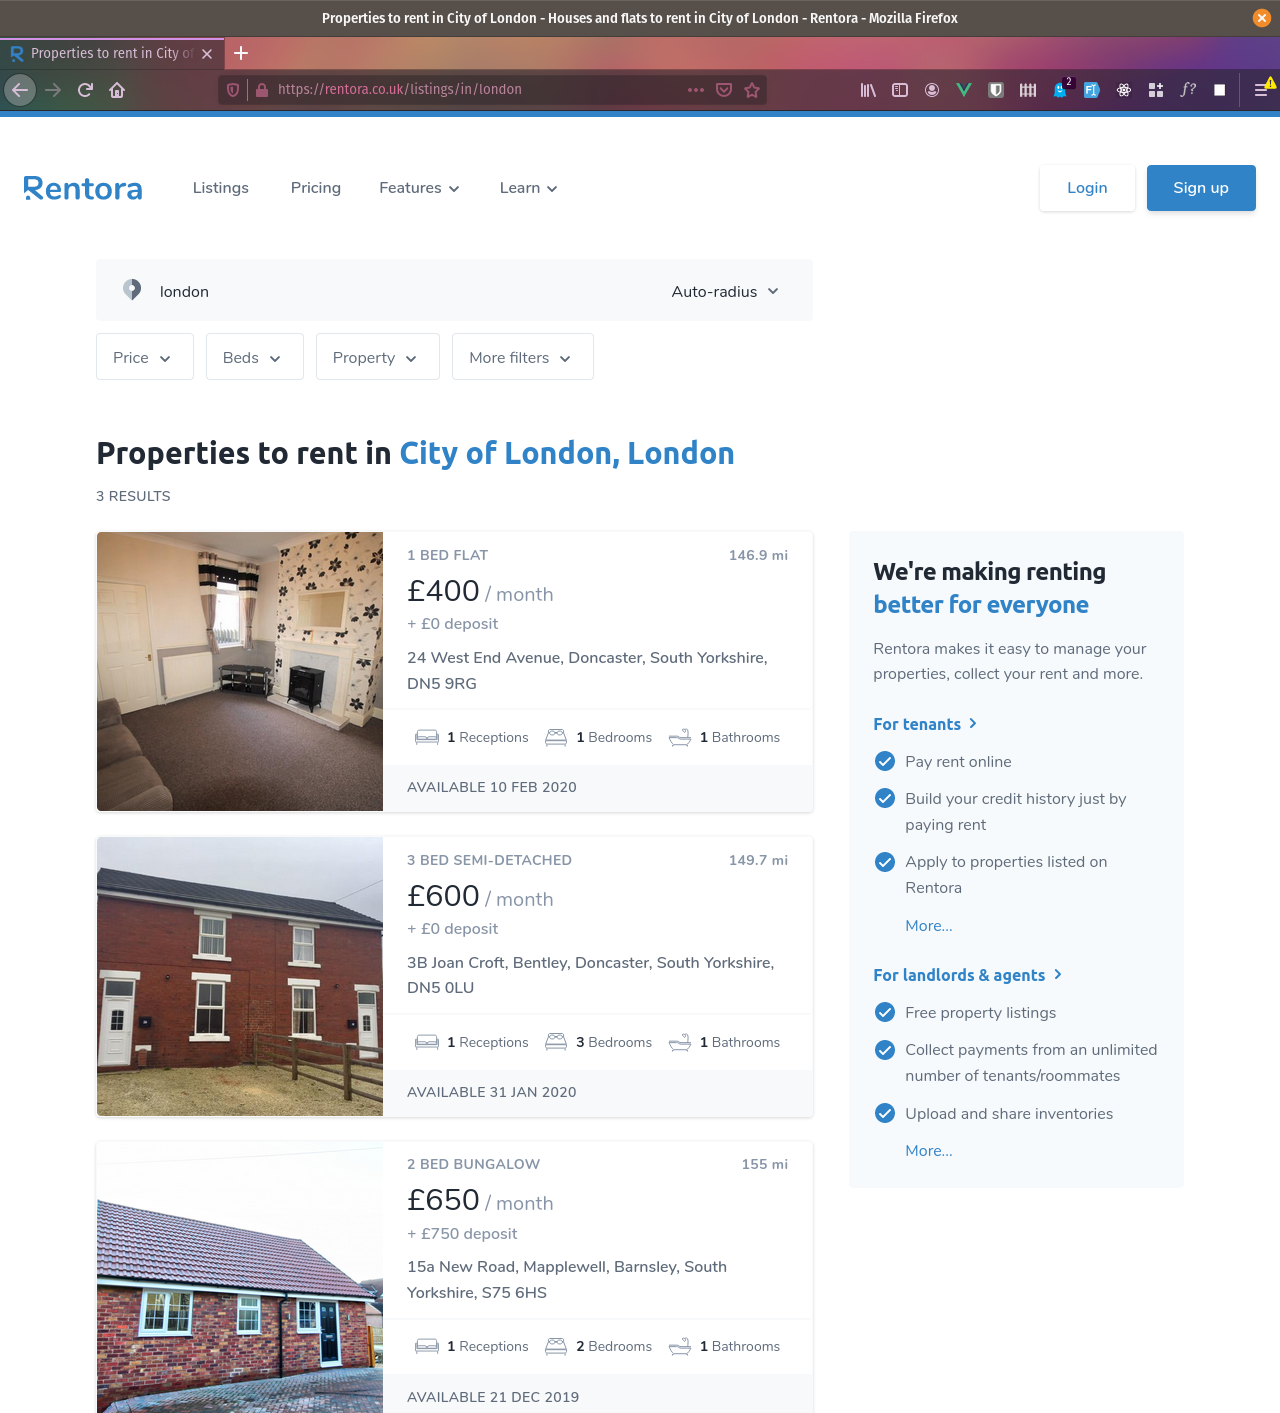 Properties to rent in City of London - Houses and flats to rent in City of London - Rentora - Mozilla Firefox
Properties to rent in City of
https://rentora.co.uk/listings/in/london
2
Rentora
Listings
Pricing
Features
Learn
Login
Sign up
london
Auto-radius
Price
Beds
Property
More filters
Properties to rent in City of London, London
3 RESULTS
1 BED FLAT
146.9 mi
£400 / month
+ £0 deposit
24 West End Avenue, Doncaster, South Yorkshire,
DN5 9RG
1 Receptions
1 Bedrooms
1 Bathrooms
AVAILABLE 10 FEB 2020
3 BED SEMI-DETACHED
149.7 mi
£600 / month
+ £0 deposit
3B Joan Croft, Bentley, Doncaster, South Yorkshire,
DN5 0LU
1 Receptions
3 Bedrooms
1 Bathrooms
AVAILABLE 31 JAN 2020
2 BED BUNGALOW
155 mi
£650 / month
+ £750 deposit
15a New Road, Mapplewell, Barnsley, South
Yorkshire, S75 6HS
1 Receptions
2 Bedrooms
1 Bathrooms
AVAILABLE 21 DEC 2019
We're making renting
better for everyone
Rentora makes it easy to manage your
properties, collect your rent and more.
For tenants
Pay rent online
Build your credit history just by
paying rent
Apply to properties listed on
Rentora
More...
For landlords & agents
Free property listings
Collect payments from an unlimited
number of tenants/roommates
Upload and share inventories
More...